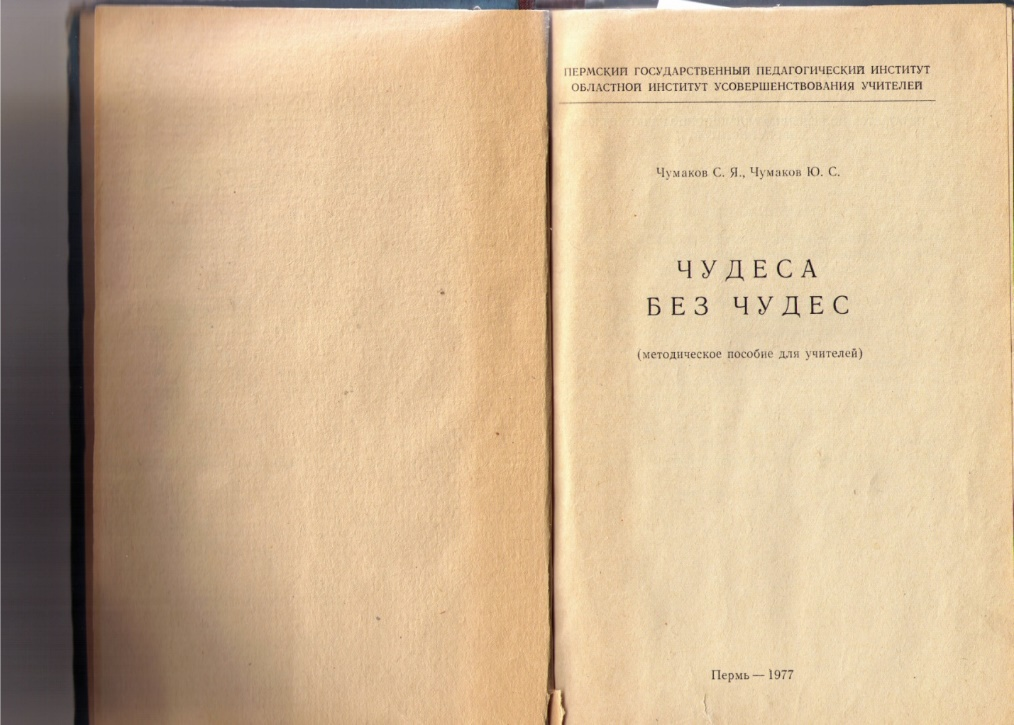 ПЕРМСКИЙ ГОСУДАРСТВЕННЫЙ ПЕДАГОГИЧЕСКИЙ ИНСТИТУТ
ОБЛАСТНОЙ ИНСТИТУТ УСОВЕРШЕНСТВОВАНИЯ УЧИТЕЛЕЙ
Чумаков С. Я., Чумаков Ю. С.
ЧУДЕСА
БЕЗ ЧУДЕС
(методическое пособие для учителей)
Пермь — 1977